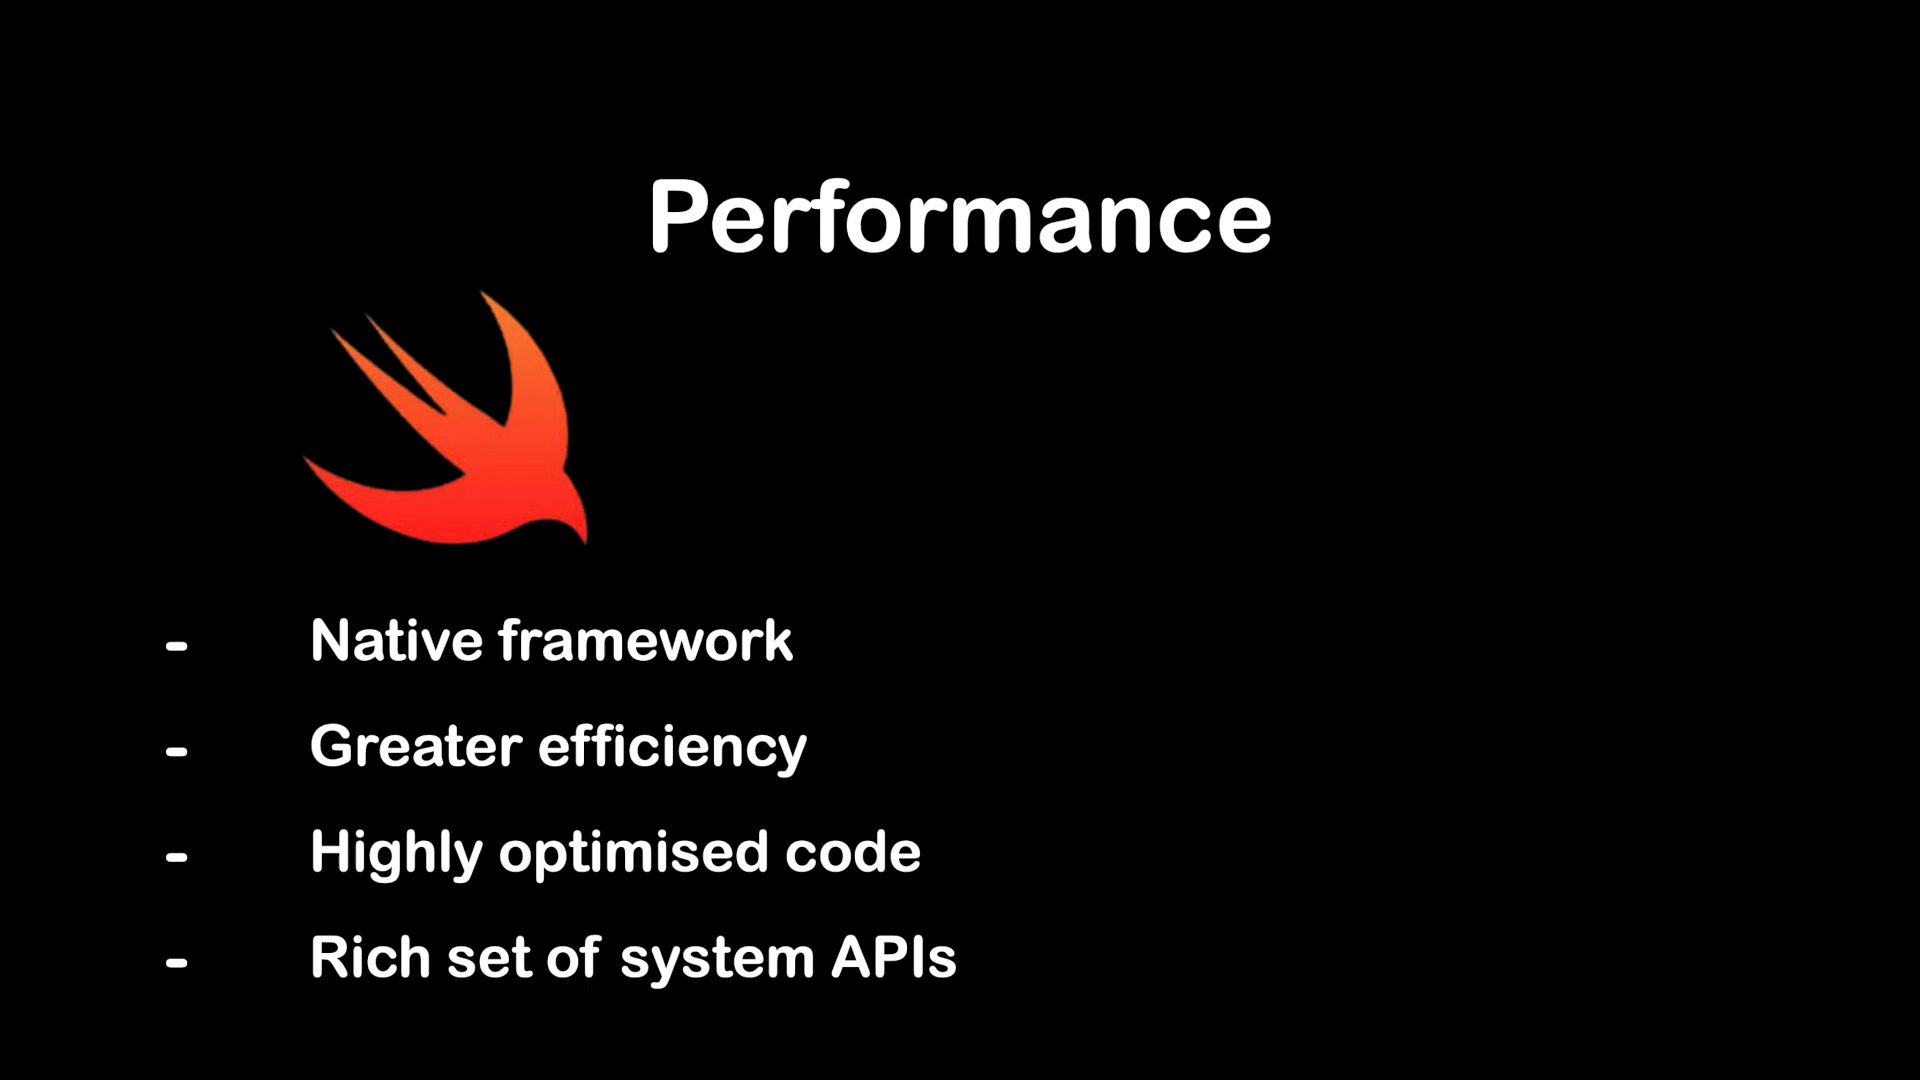 Performance
- Native framework
- Greater efficiency
- Highly optimised code
- Rich set of system APIs